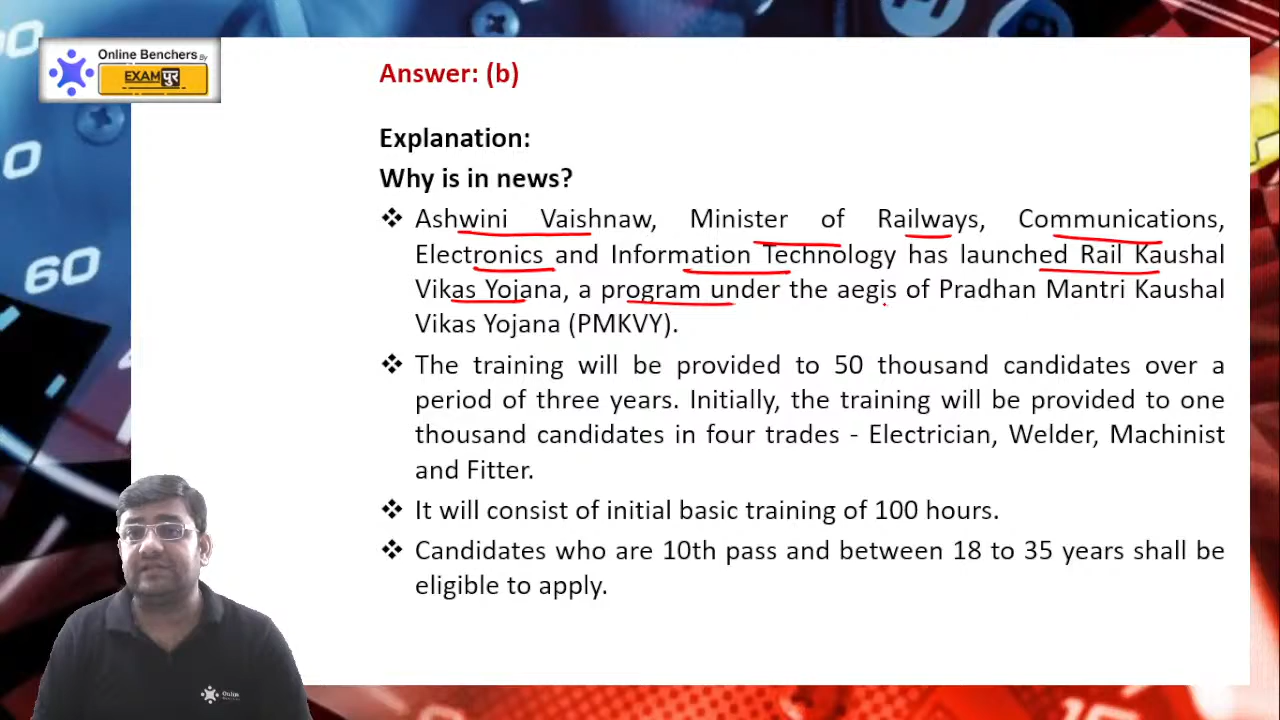 Online Benchers By
EXAMपुर
Answer: (b)
Explanation:
Why is in news?
❖ Ashwini Vaishnaw, Minister of Railways, Communications,
Electronics and Information Technology has launched Rail Kaushal
Vikas Yojana, a program under the aegis of Pradhan Mantri Kaushal
Vikas Yojana (PMKVY).
❖ The training will be provided to 50 thousand candidates over a
period of three years. Initially, the training will be provided to one
thousand candidates in four trades - Electrician, Welder, Machinist
and Fitter.
❖ It will consist of initial basic training of 100 hours.
❖ Candidates who are 10th pass and between 18 to 35 years shall be
eligible to apply.
60
Online